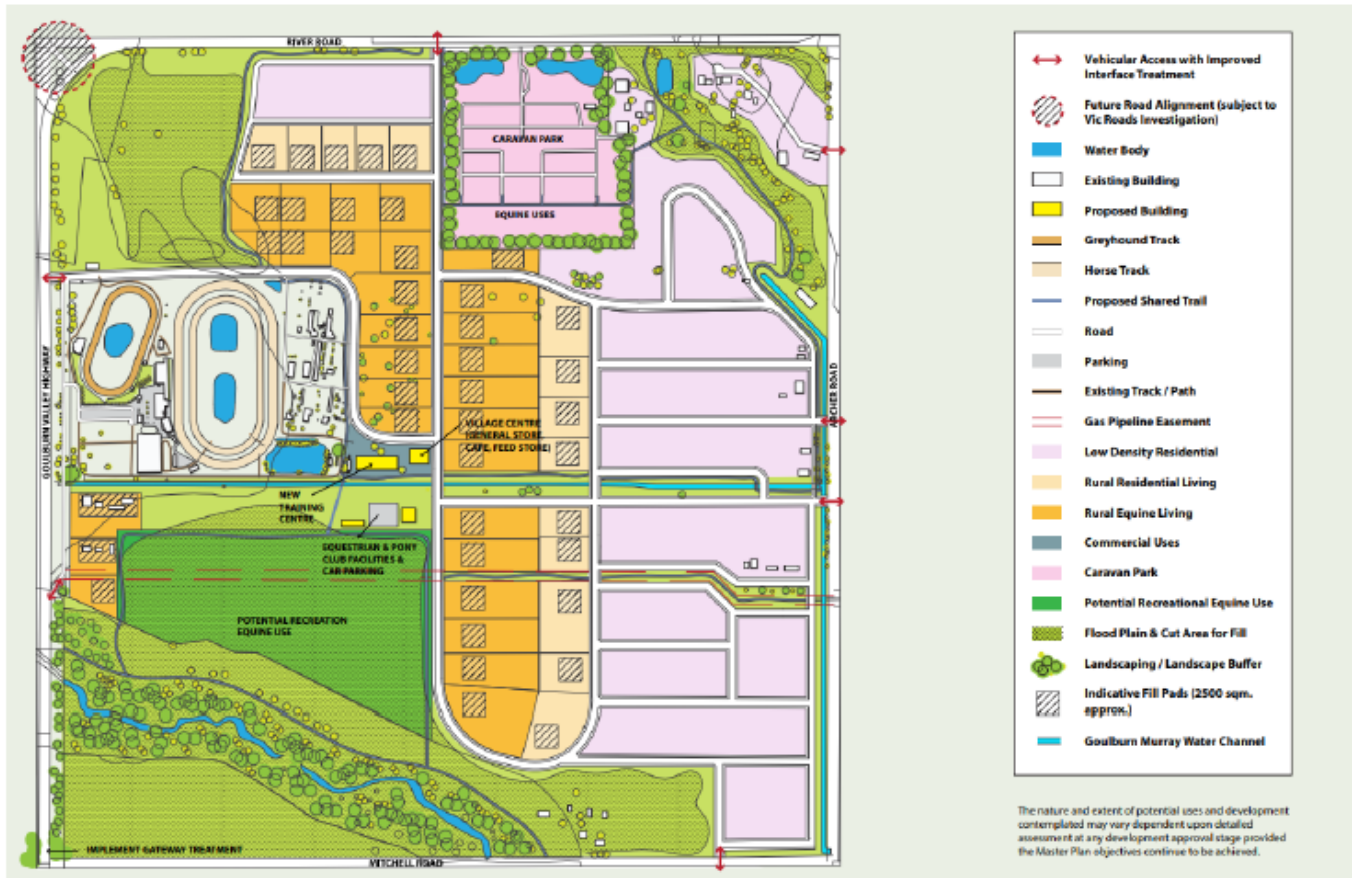 RIVER ROAD
CARAVAN PARK
EQUINE USES
GOULBURN VALLEY HIGHWAY
ARCHER ROAD
VILLAGE CENTRE
(GENERAL STORE,
CAFE, FEED STORE)
NEW
TRAINING
CENTRE
EQUESTRIAN & PONY
CLUB FACILITIES &
CAR PARKING
POTENTIAL RECREATION
EQUINE USE
IMPLEMENT GATEWAY TREATMENT
MITCHELL ROAD
Vehicular Access with Improved
Interface Treatment
Future Road Alignment (subject to
Vic Roads Investigation)
Water Body
Existing Building
Proposed Building
Greyhound Track
Horse Track
Proposed Shared Trail
Road
Parking
Existing Track / Path
Gas Pipeline Easement
Low Density Residential
Rural Residential Living
Rural Equine Living
Commercial Uses
Caravan Park
Potential Recreational Equine Use
Flood Plain & Cut Area for Fill
Landscaping / Landscape Buffer
Indicative Fill Pads (2500 sqm.
approx.)
Goulburn Murray Water Channel
The nature and extent of potential uses and development
contemplated may vary dependent upon detailed
assessment at any development approval stage provided
the Master Plan objectives continue to be achieved.